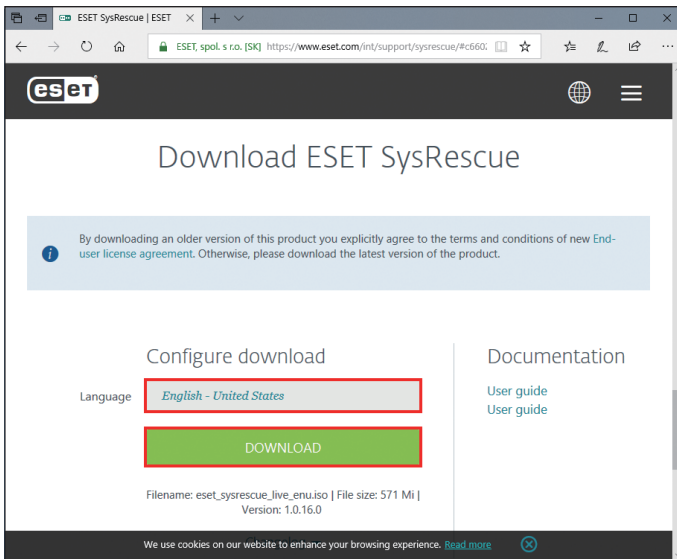 ESET SysRescue | ESET
ESET, spol. s r.o. [SK] https://www.eset.com/int/support/sysrescue/#c660
eset
Download ESET SysRescue
By downloading an older version of this product you explicitly agree to the terms and conditions of new End-
user license agreement. Otherwise, please download the latest version of the product.
Configure download
Documentation
Language
English - United States
User guide
User guide
DOWNLOAD
Filename: eset_sysrescue_live_enu.iso | File size: 571 Mi |
Version: 1.0.16.0
We use cookies on our website to enhance your browsing experience. Read more